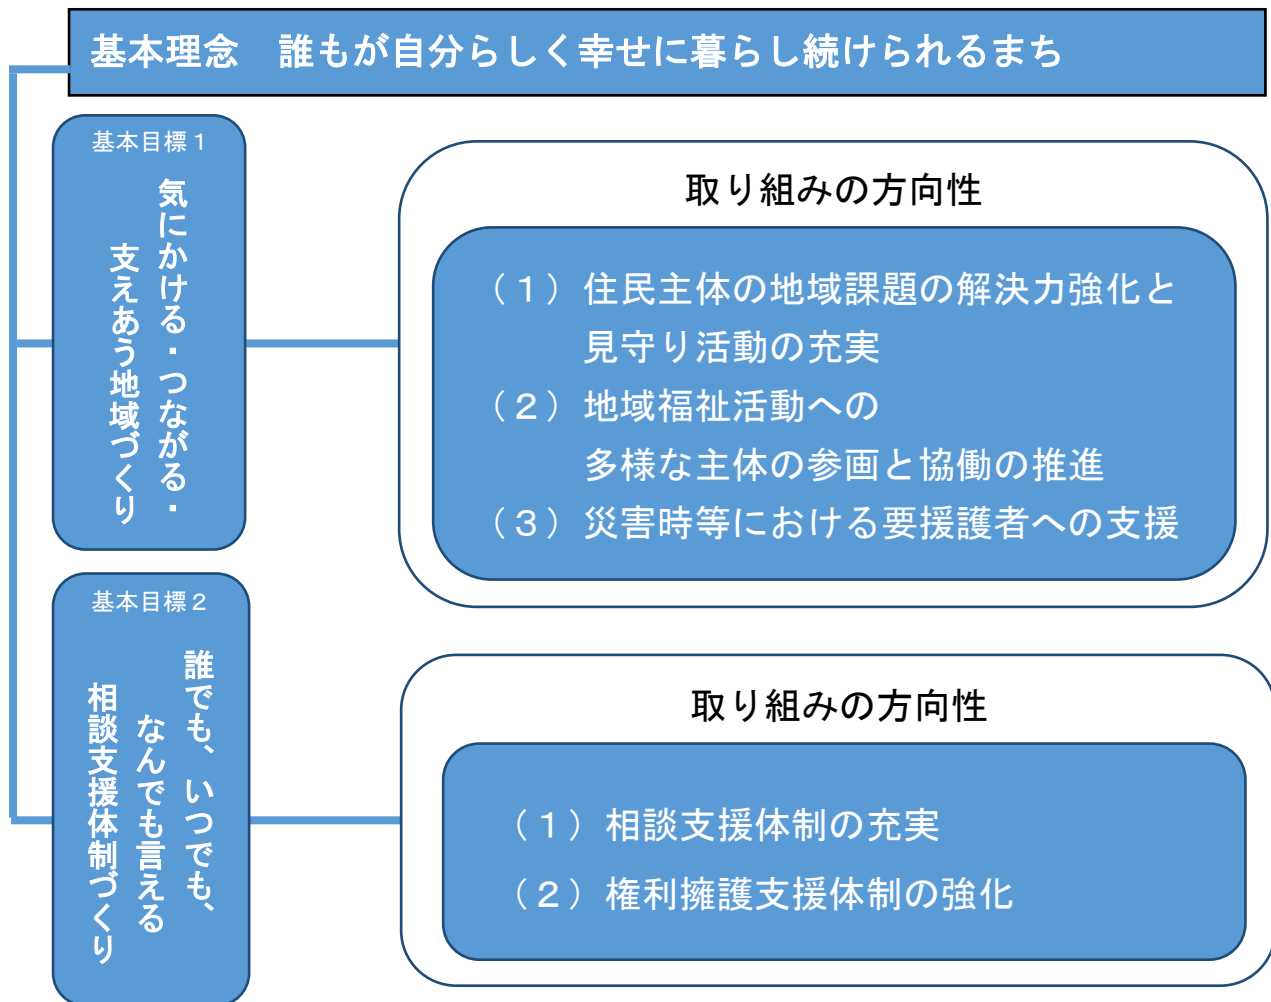 基本理念　誰もが自分らしく幸せに暮らし続けられるまち
基本目標１
気にかける・つながる・
支えあう地域づくり
取り組みの方向性
（１）住民主体の地域課題の解決力強化と
見守り活動の充実
（２）地域福祉活動への
多様な主体の参画と協働の推進
（３）災害時等における要援護者への支援
基本目標２
誰でも、いつでも、
なんでも言える
相談支援体制づくり
取り組みの方向性
（１）相談支援体制の充実
（２）権利擁護支援体制の強化